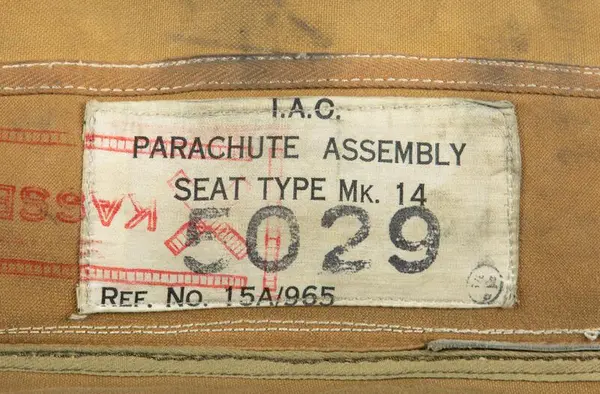 I.A.C.
PARACHUTE ASSEMBLY
SEAT TYPE MK. 14
5029
REF. NO. 15A/965